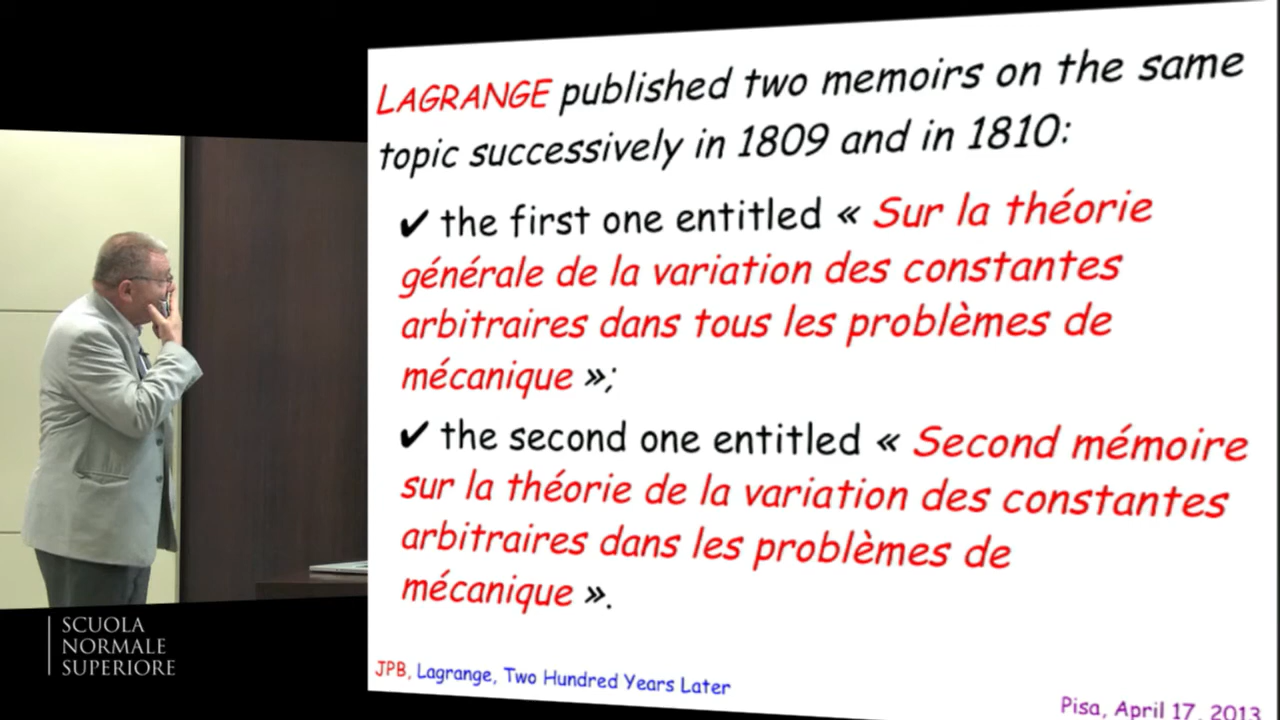 LAGRANGE published two memoirs on the same
topic successively in 1809 and in 1810:
✔ the first one entitled « Sur la théorie
générale de la variation des constantes
arbitraires dans tous les problèmes de
mécanique »;
✔ the second one entitled « Second mémoire
sur la théorie de la variation des constantes
arbitraires dans les problèmes de
mécanique ».
JPB, Lagrange, Two Hundred Years Later
Pisa, April 17, 2013
SCUOLA
NORMALE
SUPERIORE